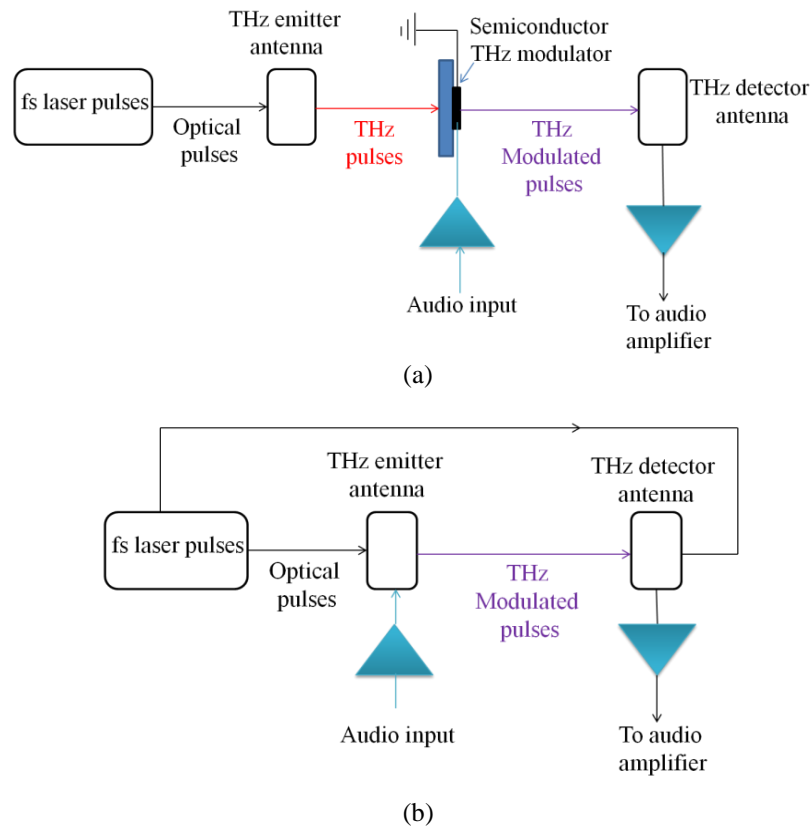 THz emitter
antenna
Semiconductor
THz modulator
fs laser pulses
THz detector
antenna
Optical
pulses
THz
pulses
THz
Modulated
pulses
Audio input
To audio
amplifier
(a)
THz emitter
antenna
THz detector
antenna
fs laser pulses
Optical
pulses
THz
Modulated
pulses
Audio input
To audio
amplifier
(b)